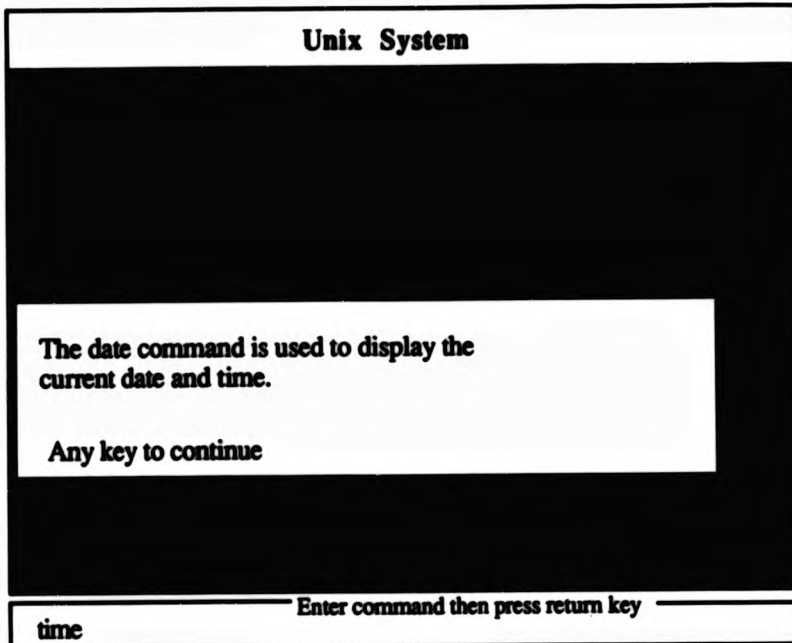 Unix System
The date command is used to display the
current date and time.
Any key to continue
Enter command then press return key
time